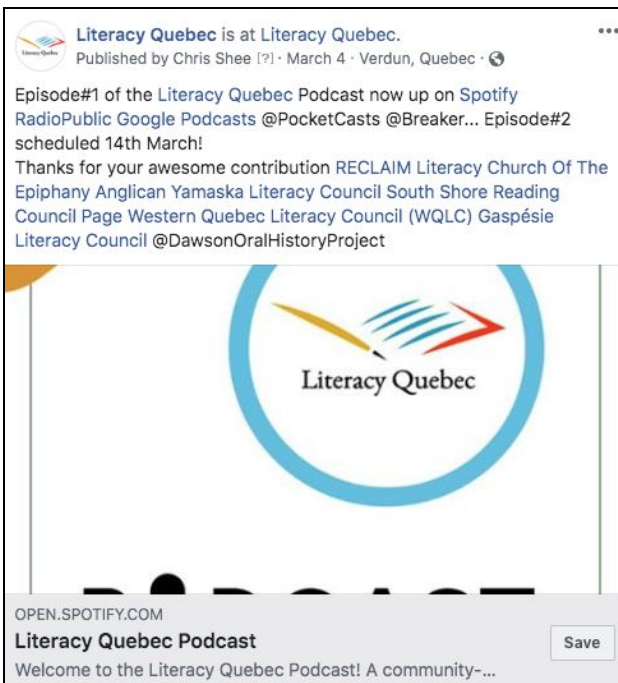 Literacy Quebec is at Literacy Quebec.
Published by Chris Shee [?] · March 4 · Verdun, Quebec ·
Episode#1 of the Literacy Quebec Podcast now up on Spotify
RadioPublic Google Podcasts @PocketCasts @Breaker... Episode#2
scheduled 14th March!
Thanks for your awesome contribution RECLAIM Literacy Church Of The
Epiphany Anglican Yamaska Literacy Council South Shore Reading
Council Page Western Quebec Literacy Council (WQLC) Gaspésie
Literacy Council @DawsonOralHistoryProject
Literacy Quebec
OPEN.SPOTIFY.COM
Literacy Quebec Podcast
Save
Welcome to the Literacy Quebec Podcast! A community-...